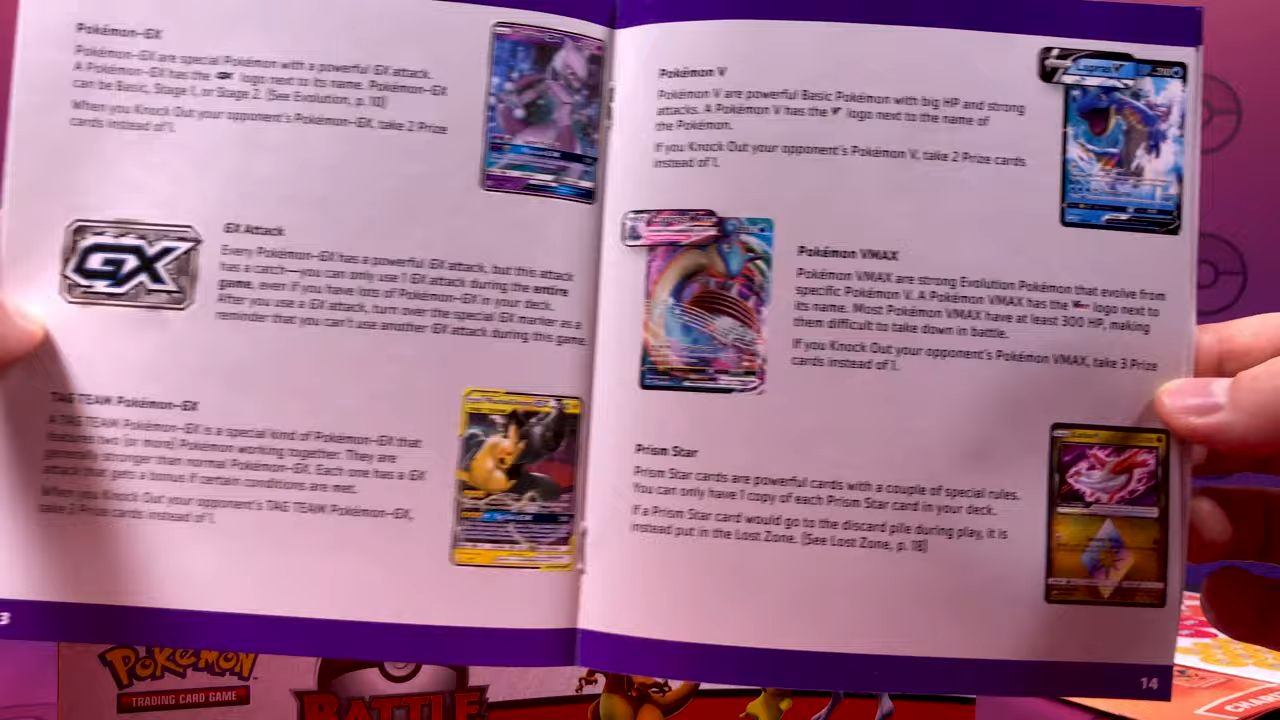 Pokémon-GX
Pokémon-GX are special Pokémon with a powerful GX attack.
A Pokémon-GX has the GX logo next to its name. Pokémon-GX
can be Basic, Stage 1, or Stage 2. (See Evolution, p. 10)
When you Knock Out your opponent's Pokémon-GX, take 2 Prize
cards instead of 1.
GX
GX Attack
Every Pokémon-GX has a powerful GX attack, but this attack
has a catch—you can only use 1 GX attack during the entire
game, even if you have lots of Pokémon-GX in your deck.
After you use a GX attack, turn over the special GX marker as a
reminder that you can't use another GX attack during this game.
TAG TEAM Pokémon-GX
A TAG TEAM Pokémon-GX is a special kind of Pokémon-GX that
features two (or more) Pokémon working together. They are
generally stronger than normal Pokémon-GX. Each one has a GX
attack that gets a bonus if certain conditions are met.
When you Knock Out your opponent's TAG TEAM Pokémon-GX,
take 3 Prize cards instead of 1.
3
Pokémon V
Pokémon V are powerful Basic Pokémon with big HP and strong
attacks. A Pokémon V has the V logo next to the name of
the Pokémon.
If you Knock Out your opponent's Pokémon V, take 2 Prize cards
instead of 1.
Pokémon VMAX
Pokémon VMAX are strong Evolution Pokémon that evolve from
specific Pokémon V. A Pokémon VMAX has the logo next to
its name. Most Pokémon VMAX have at least 300 HP, making
them difficult to take down in battle.
If you Knock Out your opponent's Pokémon VMAX, take 3 Prize
cards instead of 1.
Prism Star
Prism Star cards are powerful cards with a couple of special rules.
You can only have 1 copy of each Prism Star card in your deck.
If a Prism Star card would go to the discard pile during play, it is
instead put in the Lost Zone. (See Lost Zone, p. 18)
14
POKéMON
TRADING CARD GAME
BATTLE